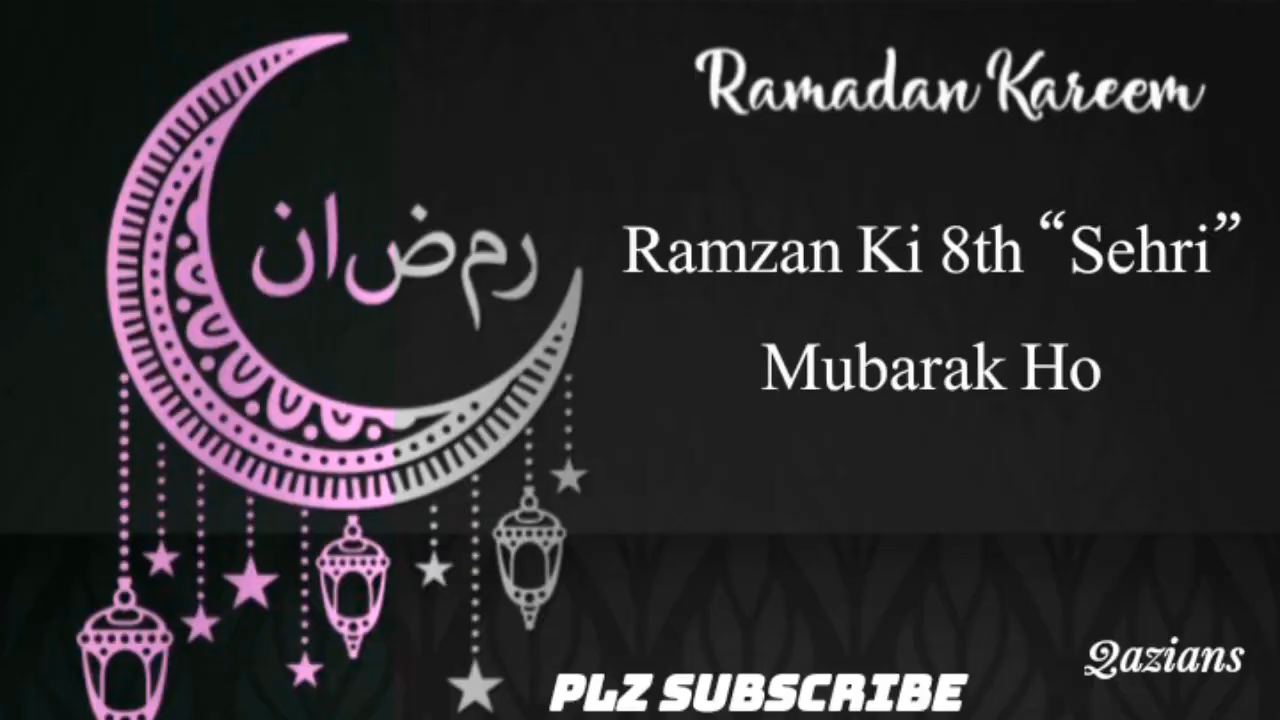 Ramadan Kareem
رمضان
Ramzan Ki 8th “Sehri”
Mubarak Ho
Qazians
PLZ SUBSCRIBE